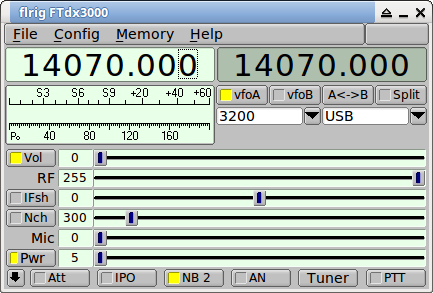 flrig FTdx3000
File Config Memory Help
14070.000 14070.000
S3 S6 S9 +20 +40 +60
Po 40 80 120 160
vfoA vfoB A<->B Split
3200 USB
Vol 0
RF 255
IFsh 0
Nch 300
Mic 0
Pwr 5
Att IPO NB 2 AN Tuner PTT